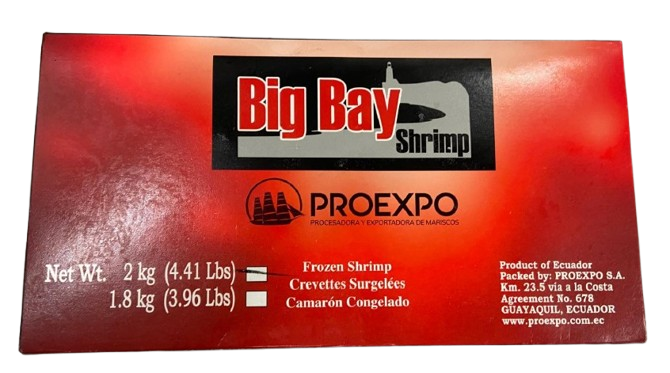 Big Bay
Shrimp
PROEXPO
PROCESADORA Y EXPORTADORA DE MARISCOS
Net Wt. 2 kg (4.41 Lbs)
1.8 kg (3.96 Lbs)
Frozen Shrimp
Crevettes Surgelées
Camarón Congelado
Product of Ecuador
Packed by: PROEXPO S.A.
Km. 23.5 vía a la Costa
Agreement No. 678
GUAYAQUIL, ECUADOR
www.proexpo.com.ec